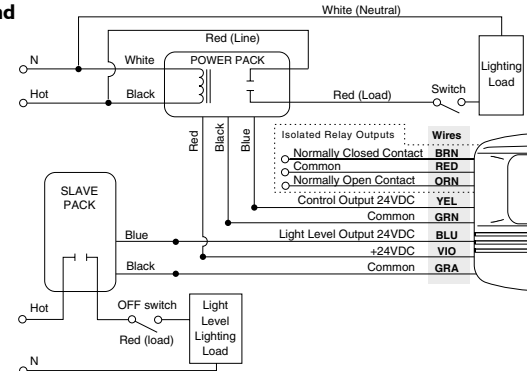 nd
White (Neutral)
Red (Line)
N
White
POWER PACK
Lighting
Load
Hot
Black
Red (Load)
Switch
Red
Black
Blue
Isolated Relay Outputs
Wires
Normally Closed Contact
BRN
Common
RED
Normally Open Contact
ORN
SLAVE
PACK
Control Output 24VDC
YEL
Common
GRN
Blue
Light Level Output 24VDC
BLU
+24VDC
VIO
Black
Common
GRA
Hot
OFF switch
Red (load)
Light
Level
Lighting
Load
N